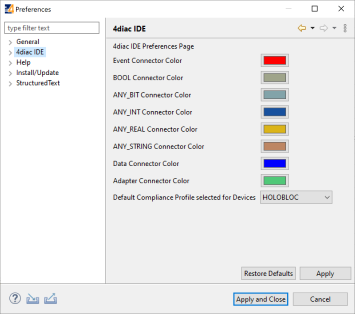 Preferences
type filter text
General
4diac IDE
Help
Install/Update
StructuredText
4diac IDE
4diac IDE Preferences Page
Event Connector Color
BOOL Connector Color
ANY_BIT Connector Color
ANY_INT Connector Color
ANY_REAL Connector Color
ANY_STRING Connector Color
Data Connector Color
Adapter Connector Color
Default Compliance Profile selected for Devices HOLOBLOC
Restore Defaults Apply
Apply and Close Cancel